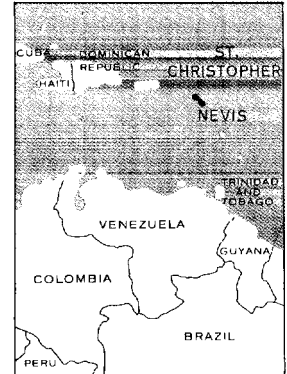 CUBA
DOMINICAN
REPUBLIC
HAITI
ST.
CHRISTOPHER
NEVIS
TRINIDAD
AND
TOBAGO
VENEZUELA
GUYANA
COLOMBIA
BRAZIL
PERU